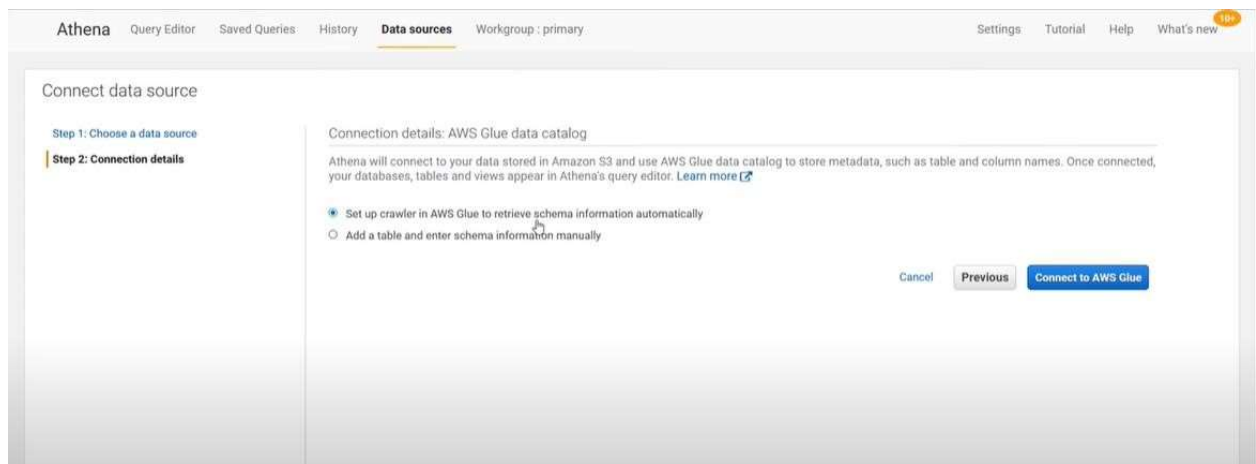 Athena Query Editor Saved Queries History Data sources Workgroup : primary Settings Tutorial Help What's new 10+
Connect data source
Step 1: Choose a data source
Step 2: Connection details
Connection details: AWS Glue data catalog
Athena will connect to your data stored in Amazon S3 and use AWS Glue data catalog to store metadata, such as table and column names. Once connected,
your databases, tables and views appear in Athena's query editor. Learn more
Set up crawler in AWS Glue to retrieve schema information automatically
Add a table and enter schema information manually
Cancel Previous Connect to AWS Glue